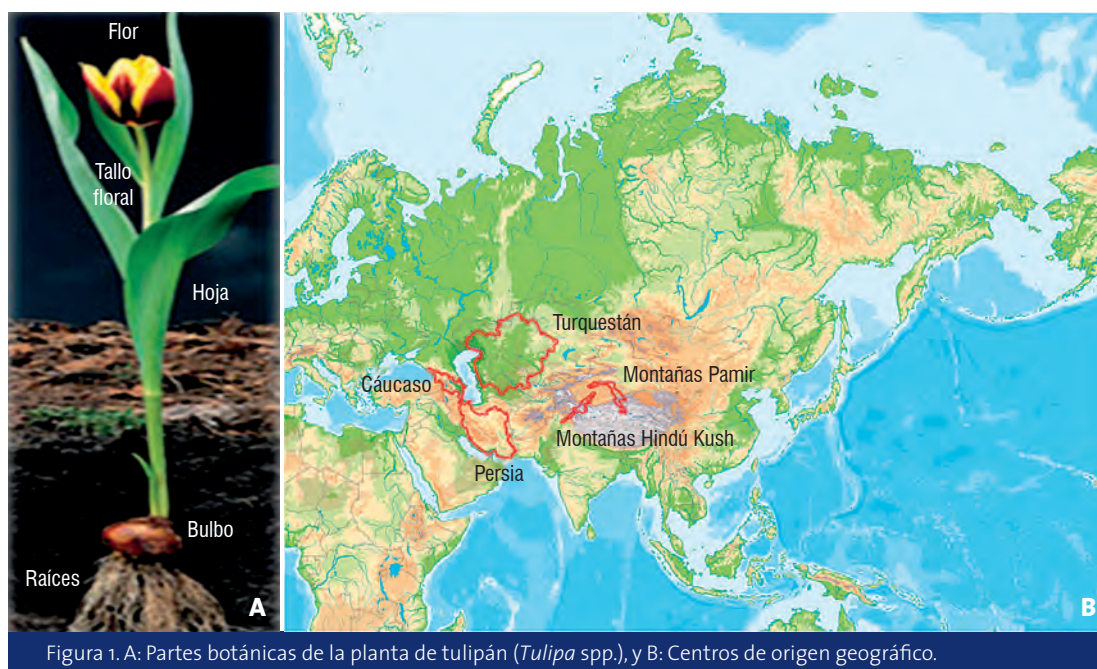 Flor
Tallo
floral
Hoja
Bulbo
Raíces
A
Turquestán
Cáucaso
Montañas Pamir
Montañas Hindú Kush
Persia
B
Figura 1. A: Partes botánicas de la planta de tulipán (Tulipa spp.), y B: Centros de origen geográfico.